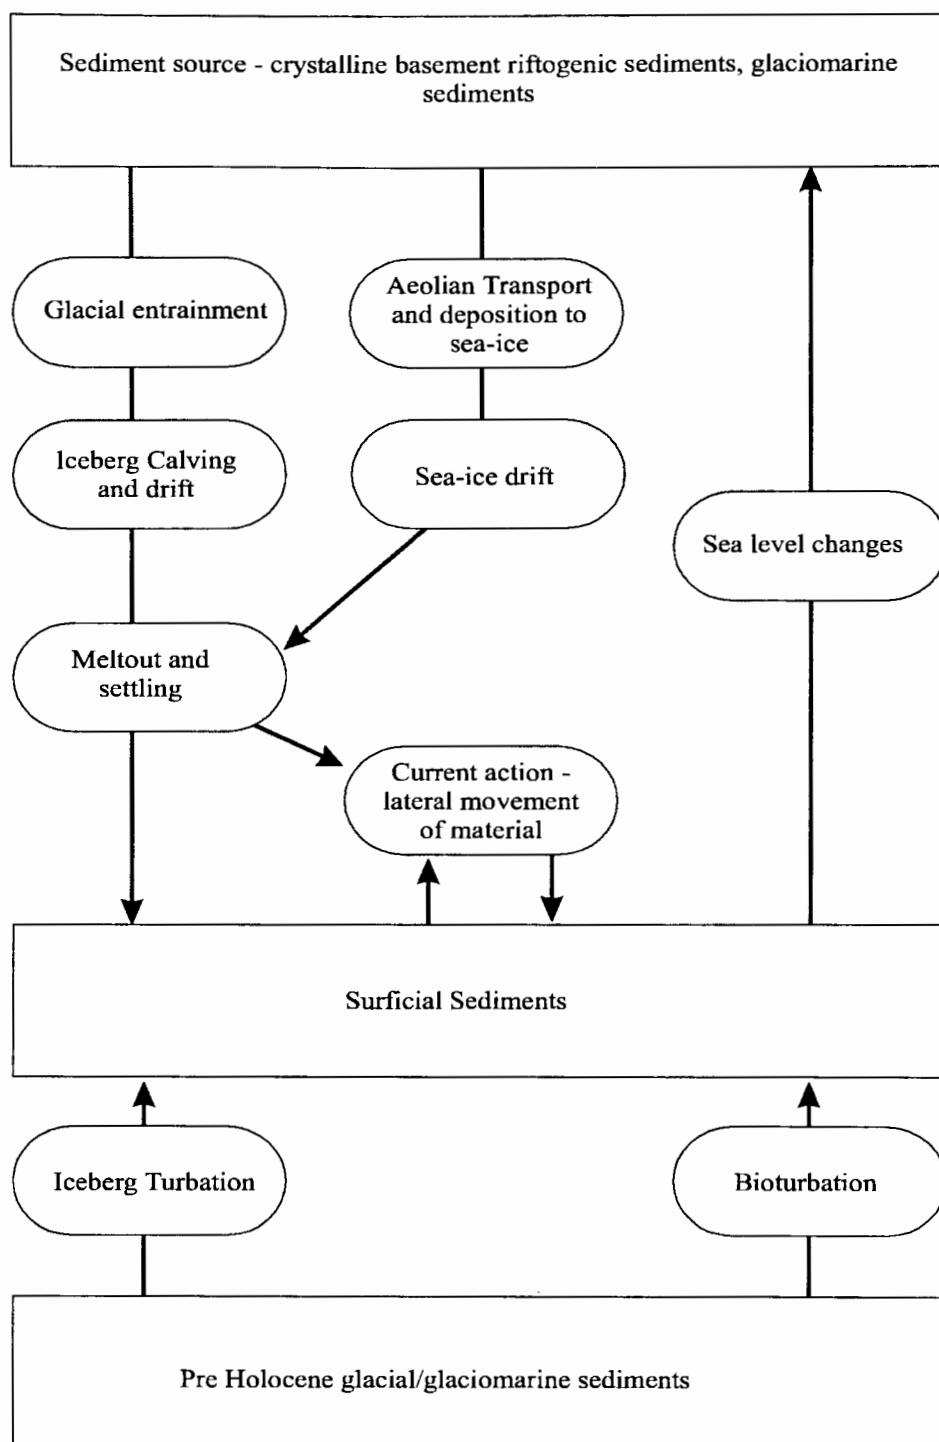 Sediment source - crystalline basement riftogenic sediments, glaciomarine
sediments
Glacial entrainment
Aeolian Transport
and deposition to
sea-ice
Iceberg Calving
and drift
Sea-ice drift
Sea level changes
Meltout and
settling
Current action -
lateral movement
of material
Surficial Sediments
Iceberg Turbation
Bioturbation
Pre Holocene glacial/glaciomarine sediments